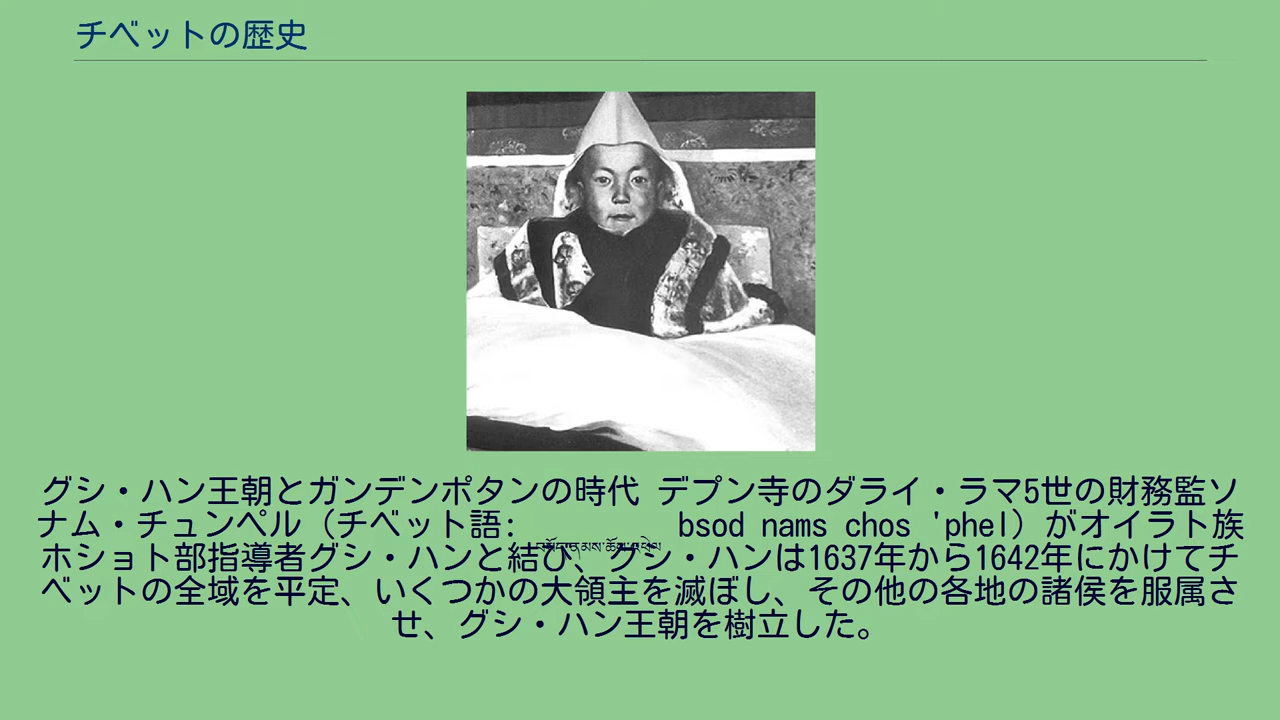 チベットの歴史
グシ・ハン王朝とガンデンポタンの時代 デプン寺のダライ・ラマ5世の財務監ソ
ナム・チュンペル（チベット語: བསོད་ནམས་ཆོས་འཕེལ bsod nams chos 'phel）がオイラト族
ホショト部指導者グシ・ハンと結び、グシ・ハンは1637年から1642年にかけてチ
ベットの全域を平定、いくつかの大領主を滅ぼし、その他の各地の諸侯を服属さ
せ、グシ・ハン王朝を樹立した。